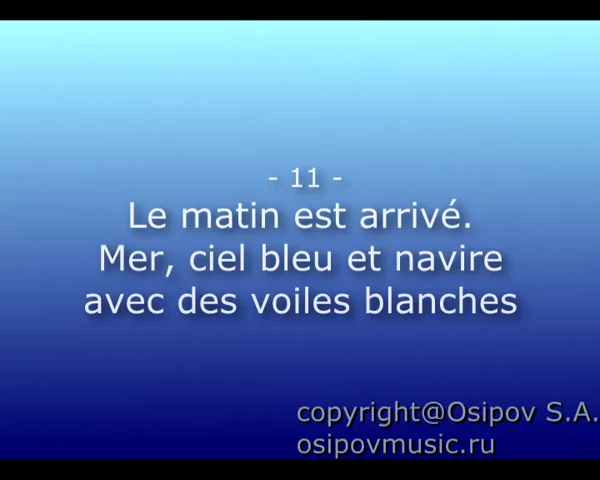 - 11 -
Le matin est arrivé.
Mer, ciel bleu et navire
avec des voiles blanches
copyright@Osipov S.A.
osipovmusic.ru